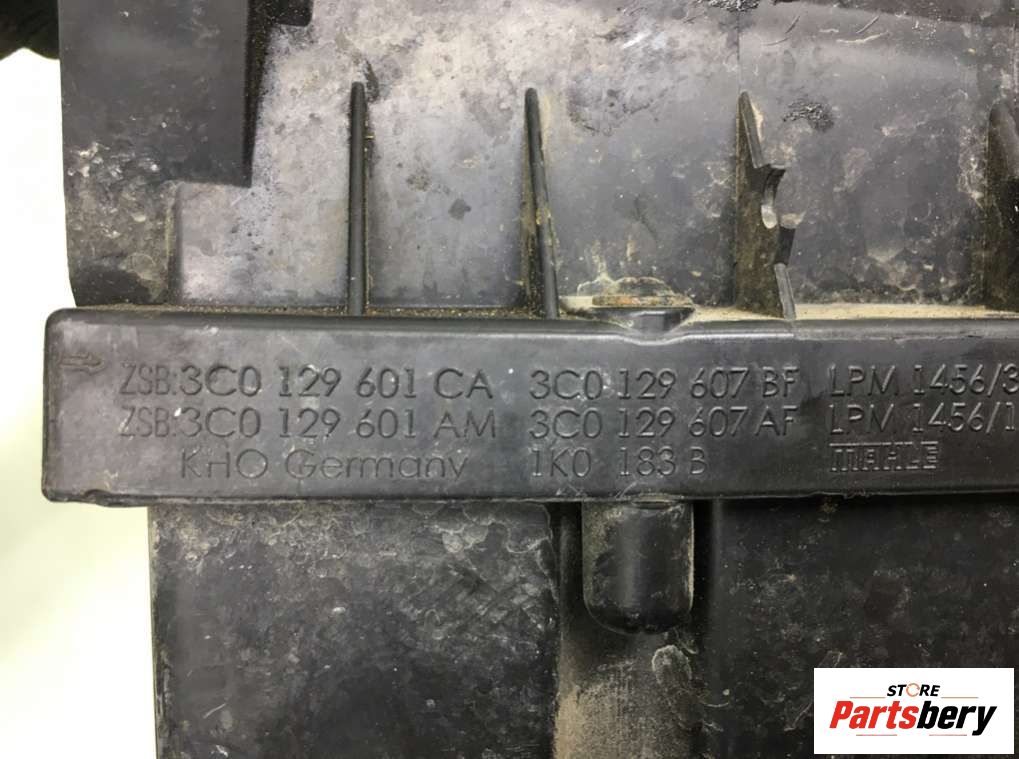 ZSB:3C0 129 601 CA 3C0 129 607 BF LPM 1456/3
ZSB:3C0 129 601 AM 3C0 129 607 AF LPM 1456/1
KHO Germany 1K0 183 B MAHLE
STORE
Partsbery